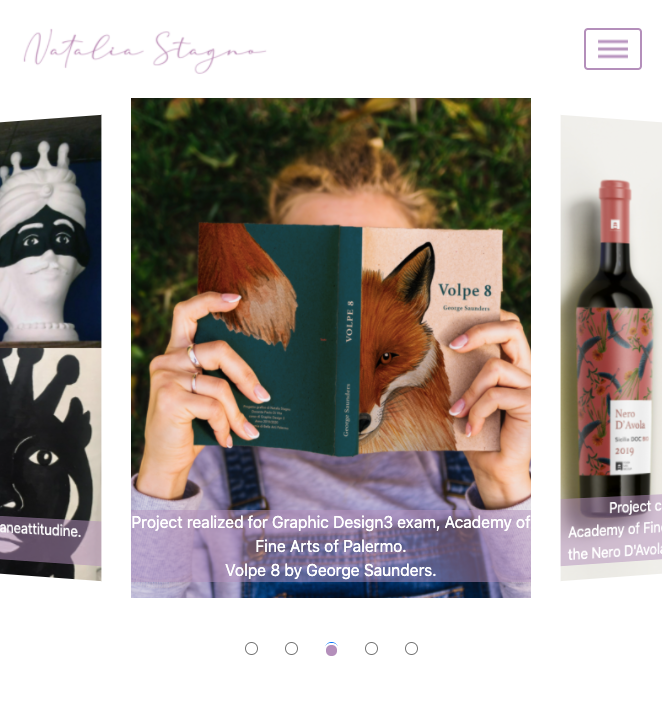 Natalia Stagno
Volpe 8
George Saunders
VOLPE 8
George Saunders
Nero
D'Avola
Sicilia DOC BIO
2019
aneattitudine.
Project realized for Graphic Design3 exam, Academy of
Fine Arts of Palermo.
Volpe 8 by George Saunders.
Project c
Academy of Fin
the Nero D'Avola